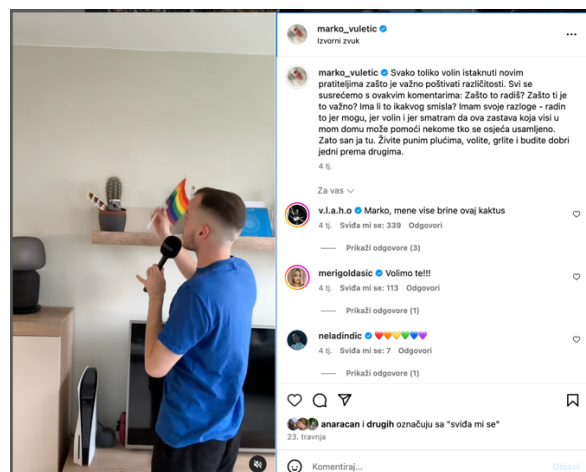 marko_vuletic
Izvorni zvuk
marko_vuletic Svako toliko volin istaknuti novim
pratiteljima zašto je važno poštivati različitosti. Svi se
susrećemo s ovakvim komentarima: Zašto to radiš? Zašto ti je
to važno? Ima li to ikakvog smisla? Imam svoje razloge - radin
to jer mogu, jer volin i jer smatram da ova zastava koja visi u
mom domu može pomoći nekome tko se osjeća usamljeno.
Zato san ja tu. Živite punim plućima, volite, grlite i budite dobri
jedni prema drugima.
4 tj.
Za vas
v.l.a.h.o Marko, mene vise brine ovaj kaktus
4 tj. Sviđa mi se: 339 Odgovori
Prikaži odgovore (3)
merigoldasic Volimo te!!!
4 tj. Sviđa mi se: 113 Odgovori
Prikaži odgovore (1)
neladindic
4 tj. Sviđa mi se: 7 Odgovori
Prikaži odgovore (1)
anaracan i drugih označuju sa "sviđa mi se"
23. travnja
Komentiraj...
Objavi